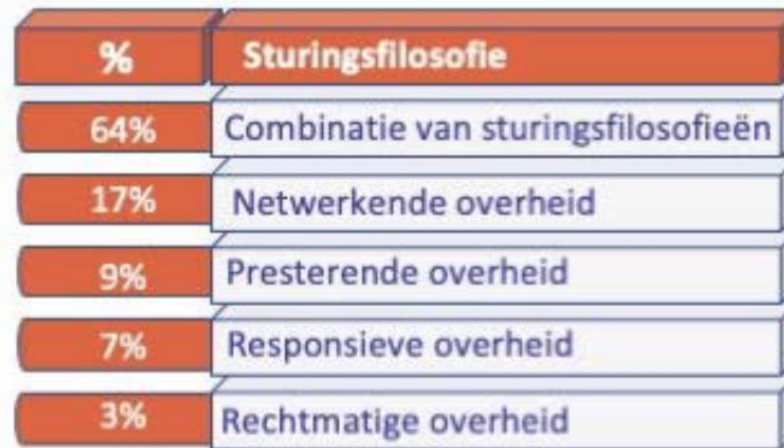 % Sturingsfilosofie
64% Combinatie van sturingsfilosofieën
17% Netwerkende overheid
9% Presterende overheid
7% Responsieve overheid
3% Rechtmatige overheid